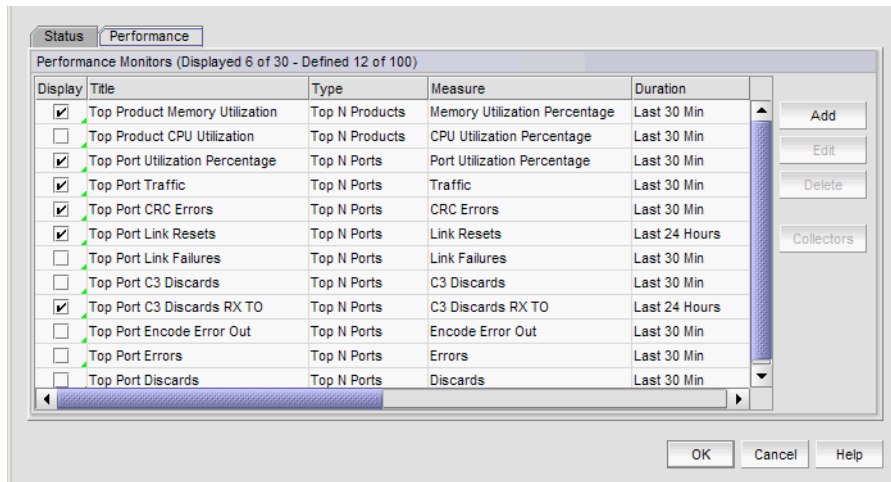 Status Performance
Performance Monitors (Displayed 6 of 30 - Defined 12 of 100)
Display Title Type Measure Duration
Top Product Memory Utilization Top N Products Memory Utilization Percentage Last 30 Min
Top Product CPU Utilization Top N Products CPU Utilization Percentage Last 30 Min
Top Port Utilization Percentage Top N Ports Port Utilization Percentage Last 30 Min
Top Port Traffic Top N Ports Traffic Last 30 Min
Top Port CRC Errors Top N Ports CRC Errors Last 30 Min
Top Port Link Resets Top N Ports Link Resets Last 24 Hours
Top Port Link Failures Top N Ports Link Failures Last 30 Min
Top Port C3 Discards Top N Ports C3 Discards Last 30 Min
Top Port C3 Discards RX TO Top N Ports C3 Discards RX TO Last 24 Hours
Top Port Encode Error Out Top N Ports Encode Error Out Last 30 Min
Top Port Errors Top N Ports Errors Last 30 Min
Top Port Discards Top N Ports Discards Last 30 Min
Add
Edit
Delete
Collectors
OK Cancel Help